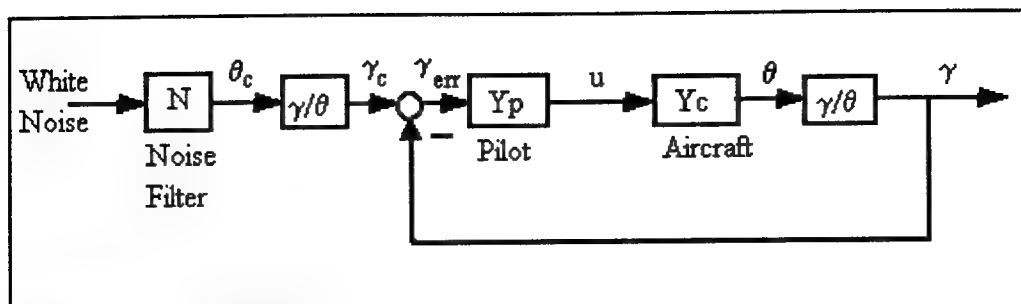 White
Noise
N
Noise
Filter
θc
γ/θ
γc
γerr
−
Yp
Pilot
u
Yc
Aircraft
θ
γ/θ
γ